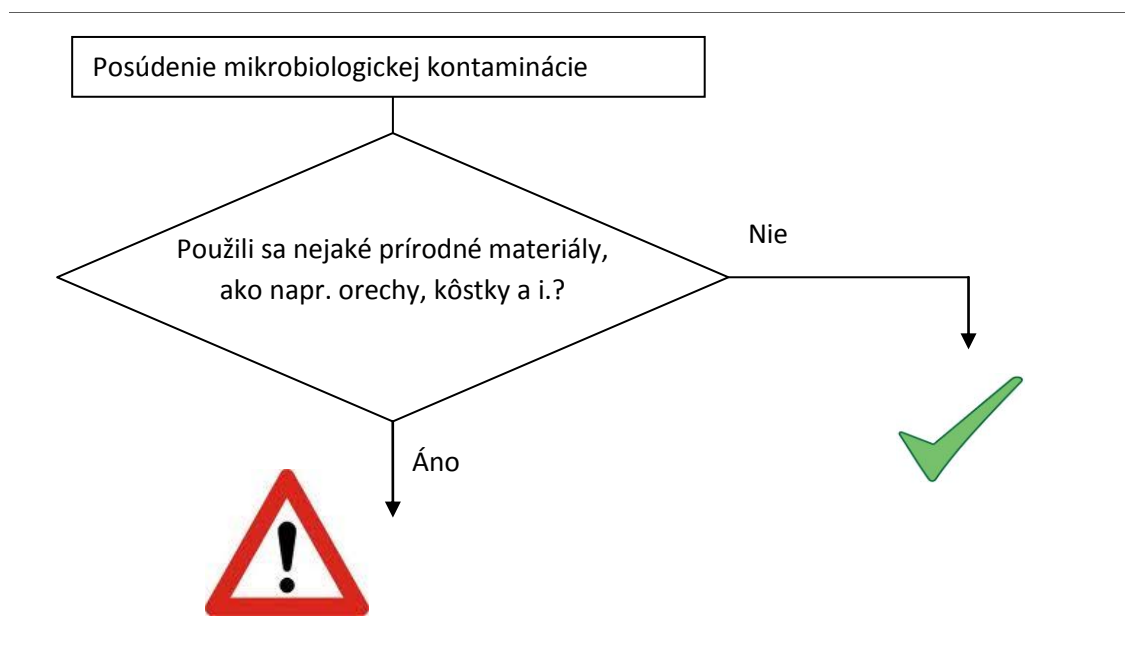 Posúdenie mikrobiologickej kontaminácie
Použili sa nejaké prírodné materiály,
ako napr. orechy, kôstky a i.?
Nie
Áno